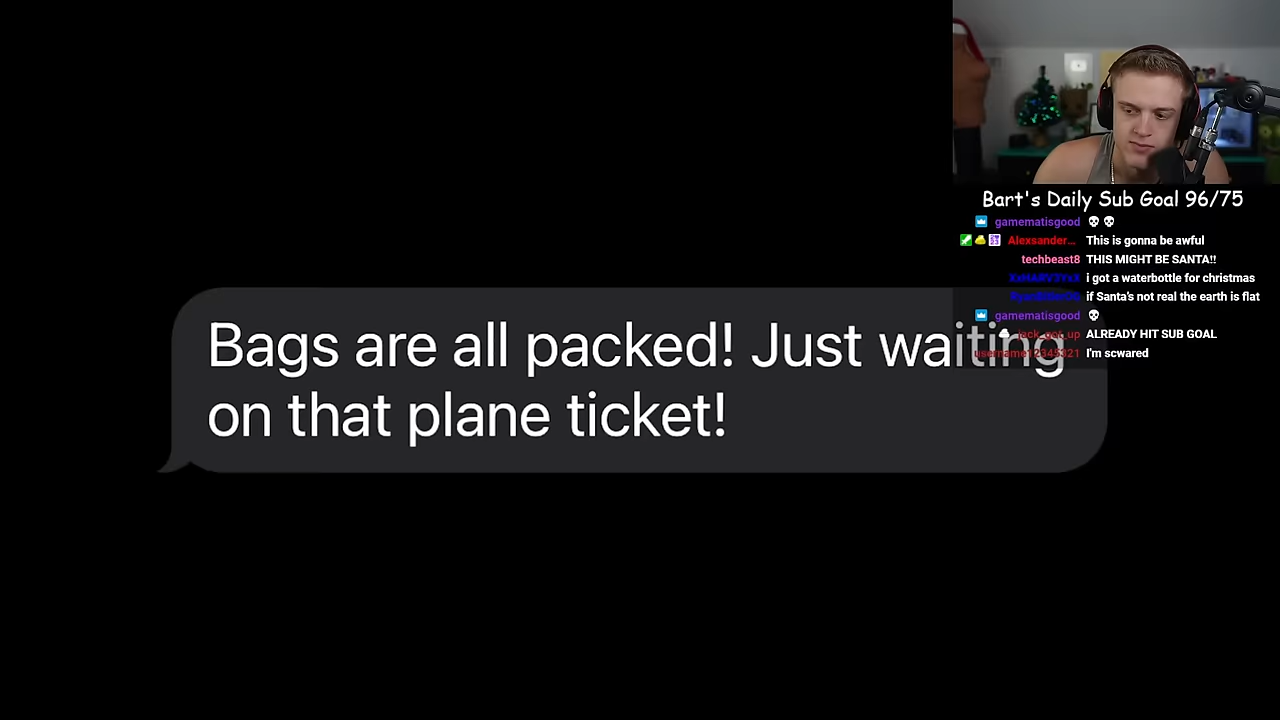 Bart's Daily Sub Goal 96/75
gamematisgood
Alexsander... This is gonna be awful
techbeast8 THIS MIGHT BE SANTA!!
i got a waterbottle for christmas
if Santa's not real the earth is flat
gamematisgood
jack_got_up ALREADY HIT SUB GOAL
I'm scwared
Bags are all packed! Just waiting
on that plane ticket!